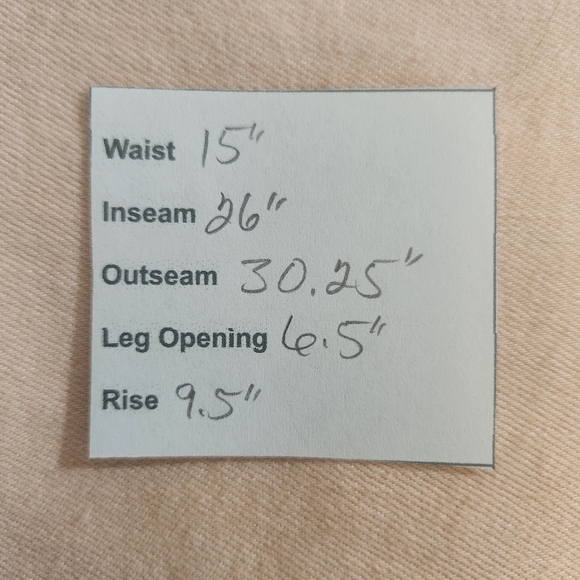 Waist 15"
Inseam 26"
Outseam 30.25"
Leg Opening 6.5"
Rise 9.5"